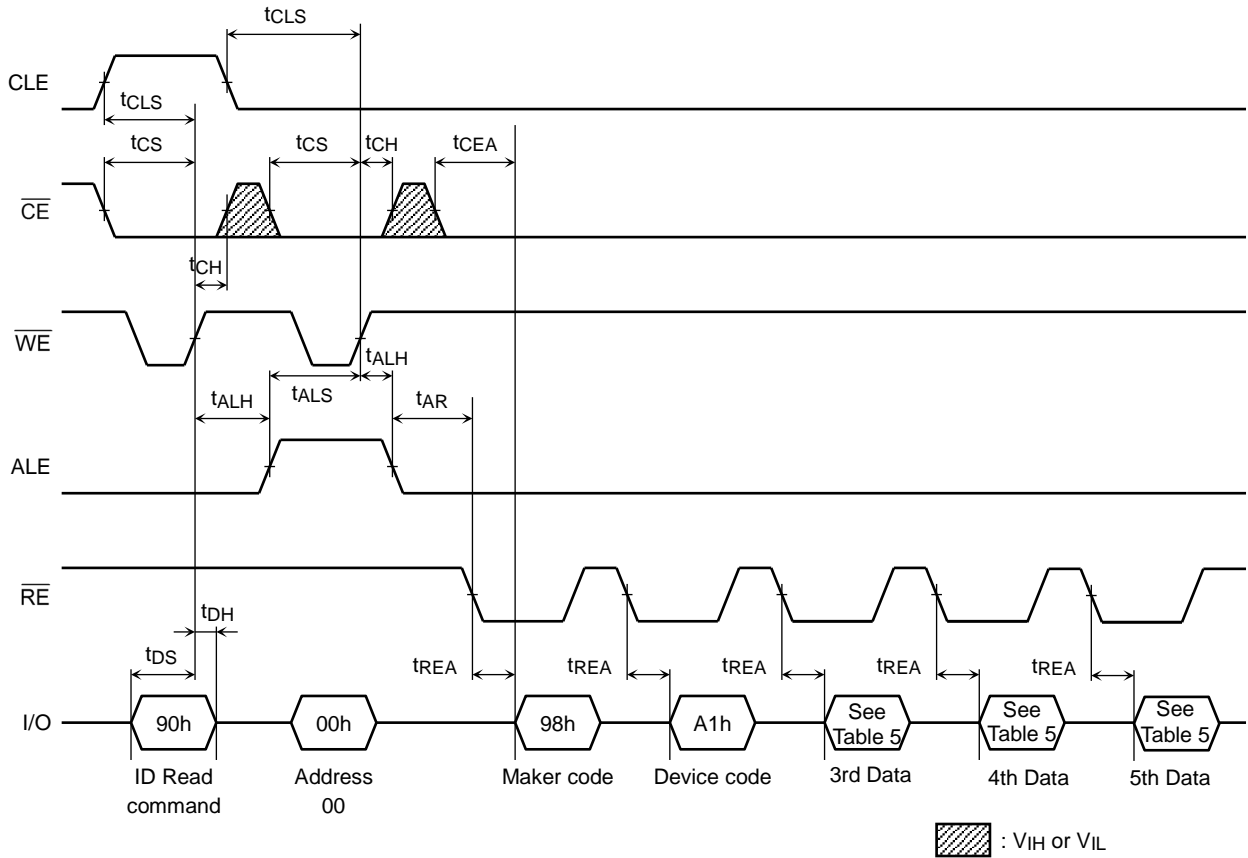 tCLS
CLE
tCLS
tCS
tCS
tCH
tCEA
CE
tCH
WE
tALH
tALH
tALS
tAR
ALE
RE
tDH
tDS
tREA
tREA
tREA
tREA
tREA
I/O
90h
00h
98h
A1h
See
Table 5
See
Table 5
See
Table 5
ID Read
command
Address
00
Maker code
Device code
3rd Data
4th Data
5th Data
: VIH or VIL